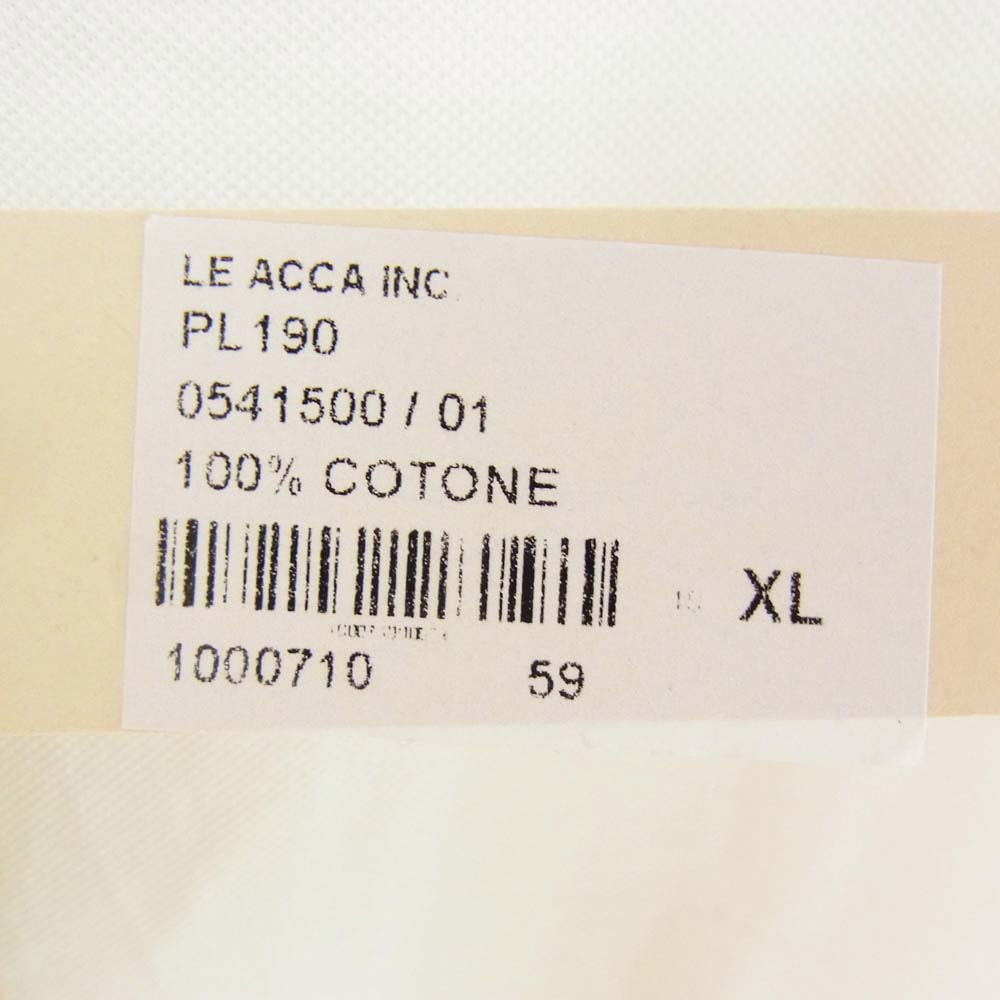 LE ACCA INC
PL190
0541500 / 01
100% COTONE
XL
1000710 59